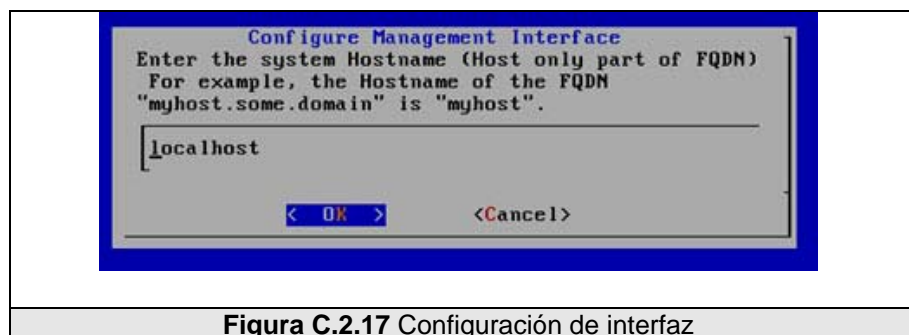 Configure Management Interface
Enter the system Hostname (Host only part of FQDN)
For example, the Hostname of the FQDN
"myhost.some.domain" is "myhost".
localhost
< OK > <Cancel>
Figura C.2.17 Configuración de interfaz